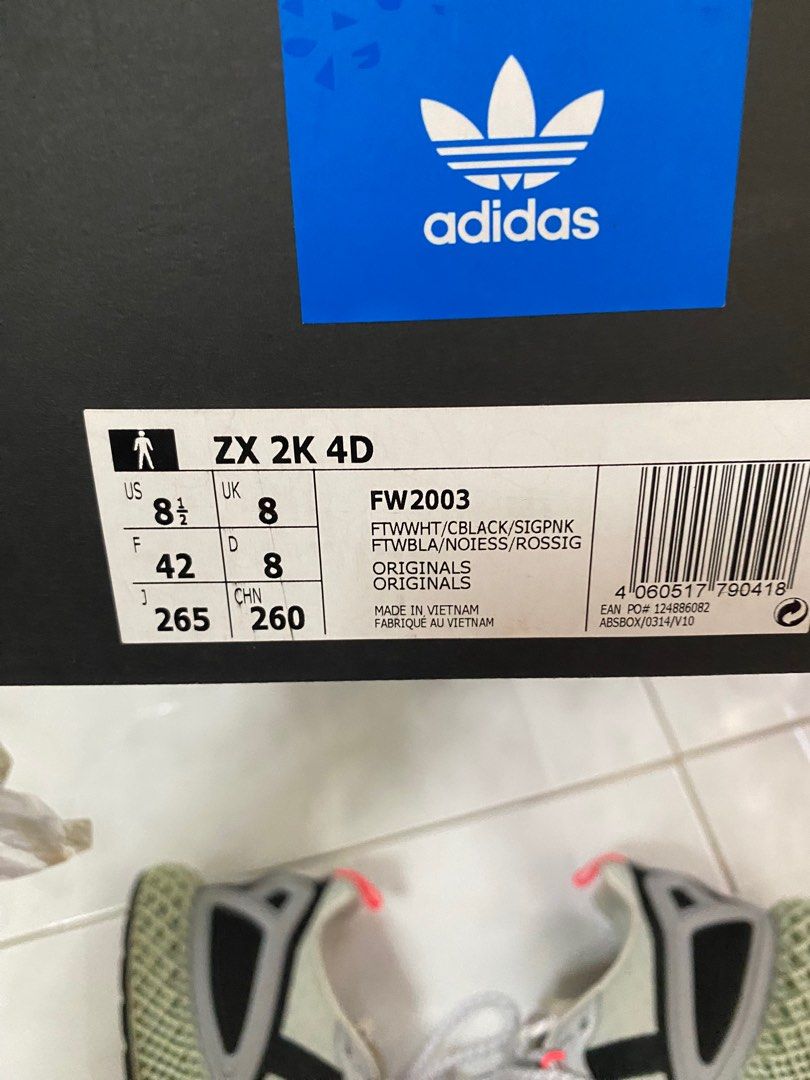 adidas
ZX 2K 4D
US 8½ UK 8
F 42 D 8
J 265 CHN 260
FW2003
FTWWHT/CBLACK/SIGPNK
FTWBLA/NOIESS/ROSSIG
ORIGINALS
ORIGINALS
MADE IN VIETNAM
FABRIQUÉ AU VIETNAM
4 060517 790418
EAN PO# 124886082
ABSBOX/0314/V10